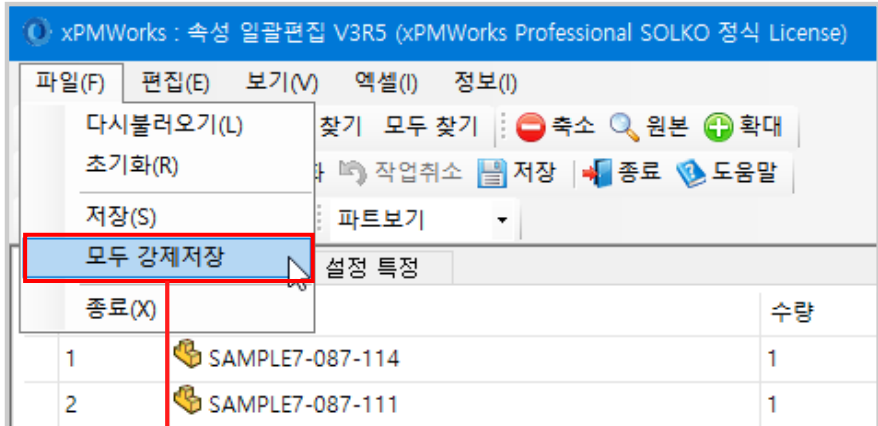 xPMWorks : 속성 일괄편집 V3R5 (xPMWorks Professional SOLKO 정식 License)
파일(F) 편집(E) 보기(V) 엑셀(I) 정보(I)
다시불러오기(L) 찾기 모두 찾기 축소 원본 확대
초기화(R) 작업취소 저장 종료 도움말
저장(S) 파트보기
모두 강제저장 설정 특정
종료(X) 수량
1 SAMPLE7-087-114 1
2 SAMPLE7-087-111 1